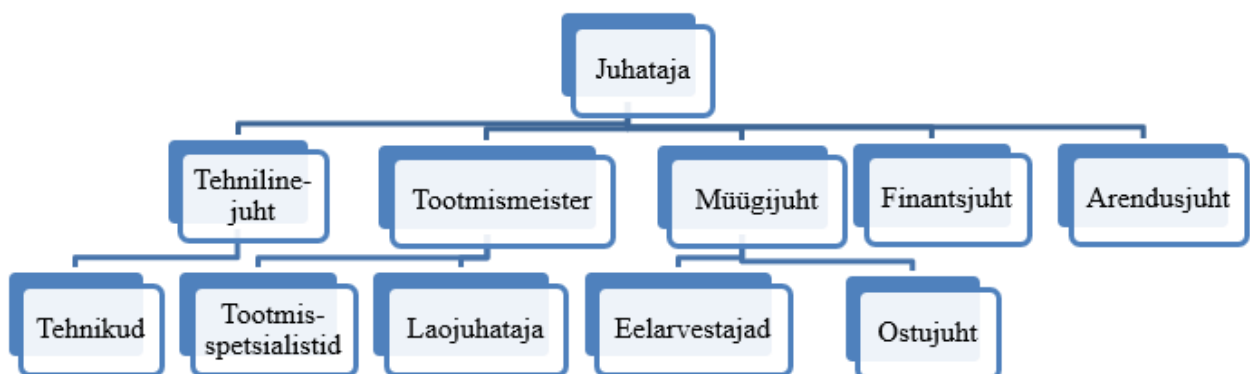 Juhataja
Tehniline-
juht
Tootmismeister
Müügijuht
Finantsjuht
Arendusjuht
Tehnikud
Tootmis-
spetsialistid
Laojuhataja
Eelarvestajad
Ostujuht